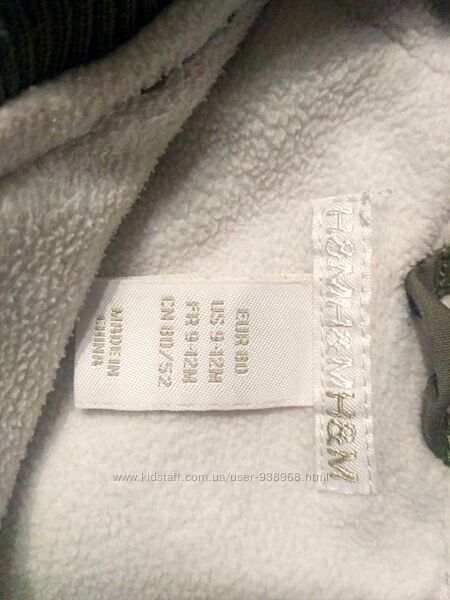 H&M H&M H&M
EUR 80
US 9-12M
FR 9-12M
CN 80/52
MADE IN
CHINA
www.kidstaff.com.ua/user-938968.html